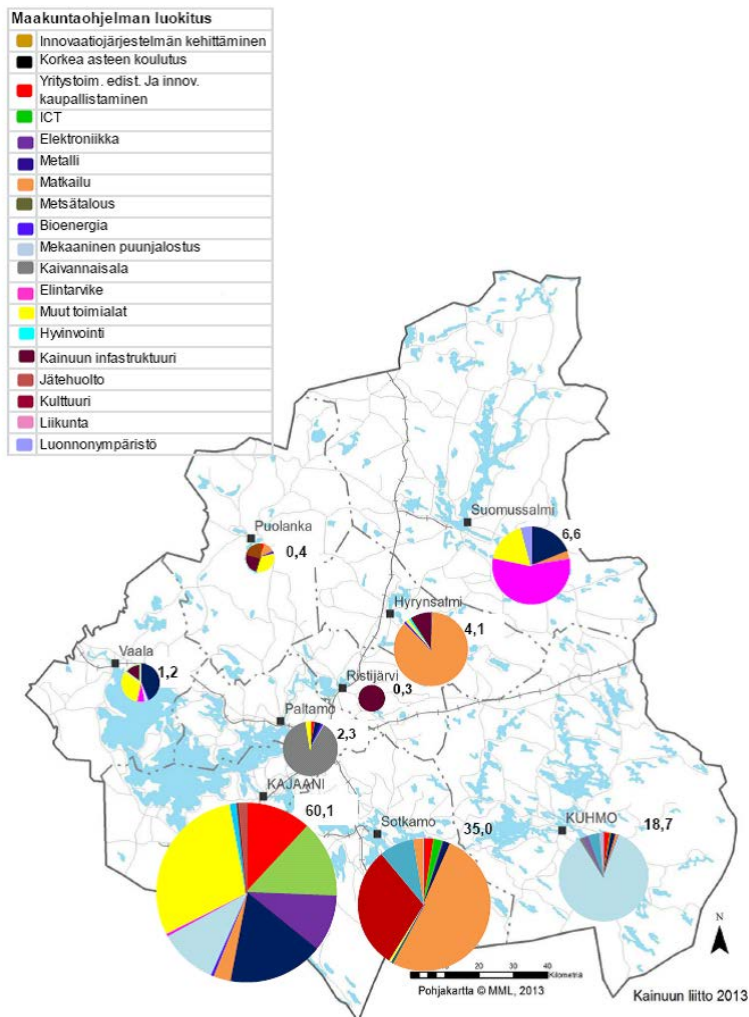 Maakuntaohjelman luokitus
Innovaatiojärjestelmän kehittäminen
Korkea asteen koulutus
Yritystoim. edist. Ja innov.
kaupallistaminen
ICT
Elektroniikka
Metalli
Matkailu
Metsätalous
Bioenergia
Mekaaninen puunjalostus
Kaivannaisala
Elintarvike
Muut toimialat
Hyvinvointi
Kainuun infastruktuuri
Jätehuolto
Kulttuuri
Liikunta
Luonnonympäristö
Suomussalmi
6,6
Puolanka
0,4
Hyrynsalmi
4,1
Vaala
1,2
Ristijärvi
0,3
Paltamo
2,3
KAJAANI
60,1
Sotkamo
35,0
KUHMO
18,7
N
20 30 40
Kilometriä
Pohjakartta © MML, 2013
Kainuun liitto 2013